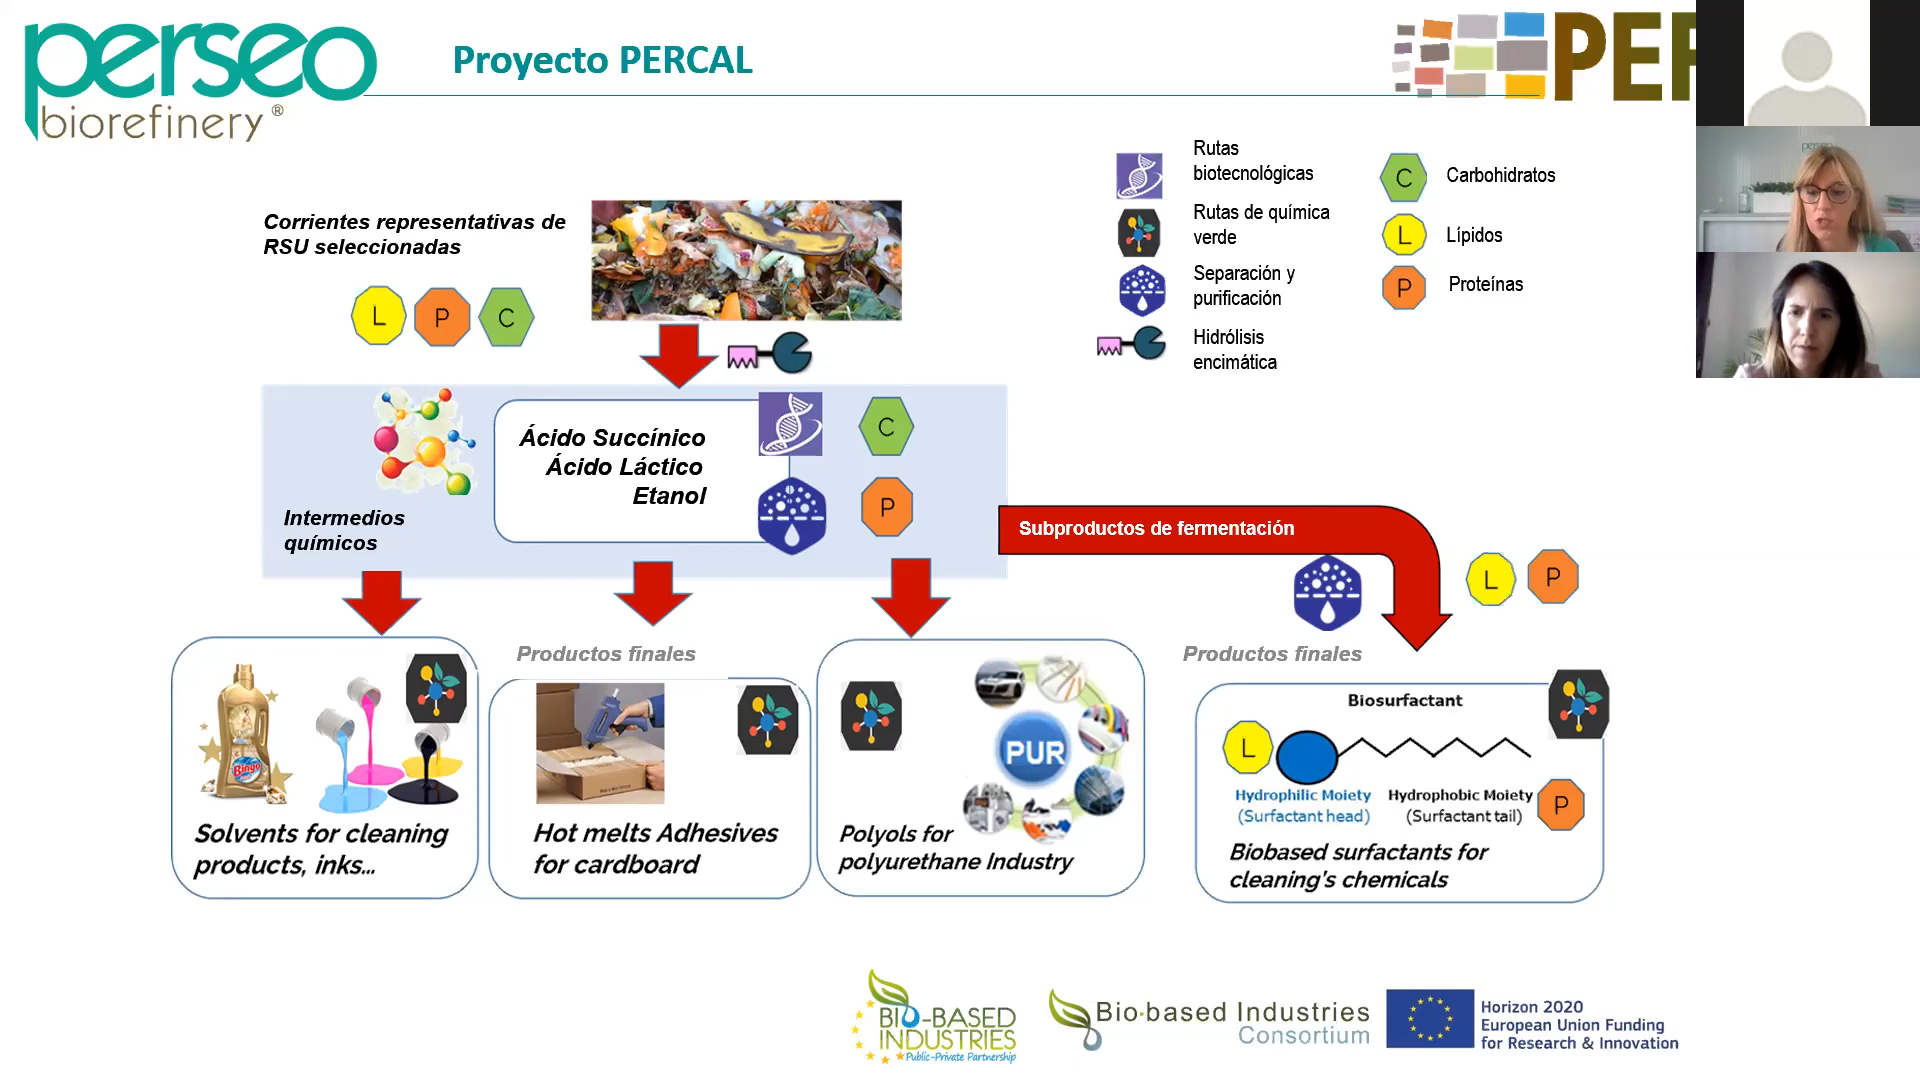 perseo
biorefinery ®
Proyecto PERCAL
PER
perseo
Rutas
biotecnológicas
Rutas de química
verde
Separación y
purificación
Hidrólisis
encimática
C
Carbohidratos
L
Lípidos
P
Proteínas
Corrientes representativas de
RSU seleccionadas
L P C
Ácido Succínico
Ácido Láctico
Etanol
C
P
Intermedios
químicos
Subproductos de fermentación
L P
Bingo
Solvents for cleaning
products, inks...
Productos finales
Hot melts Adhesives
for cardboard
PUR
Polyols for
polyurethane Industry
Productos finales
Biosurfactant
L
Hydrophilic Moiety
(Surfactant head)
Hydrophobic Moiety
(Surfactant tail)
P
Biobased surfactants for
cleaning's chemicals
BIO-BASED
INDUSTRIES
Public-Private Partnership
Bio-based Industries
Consortium
Horizon 2020
European Union Funding
for Research & Innovation